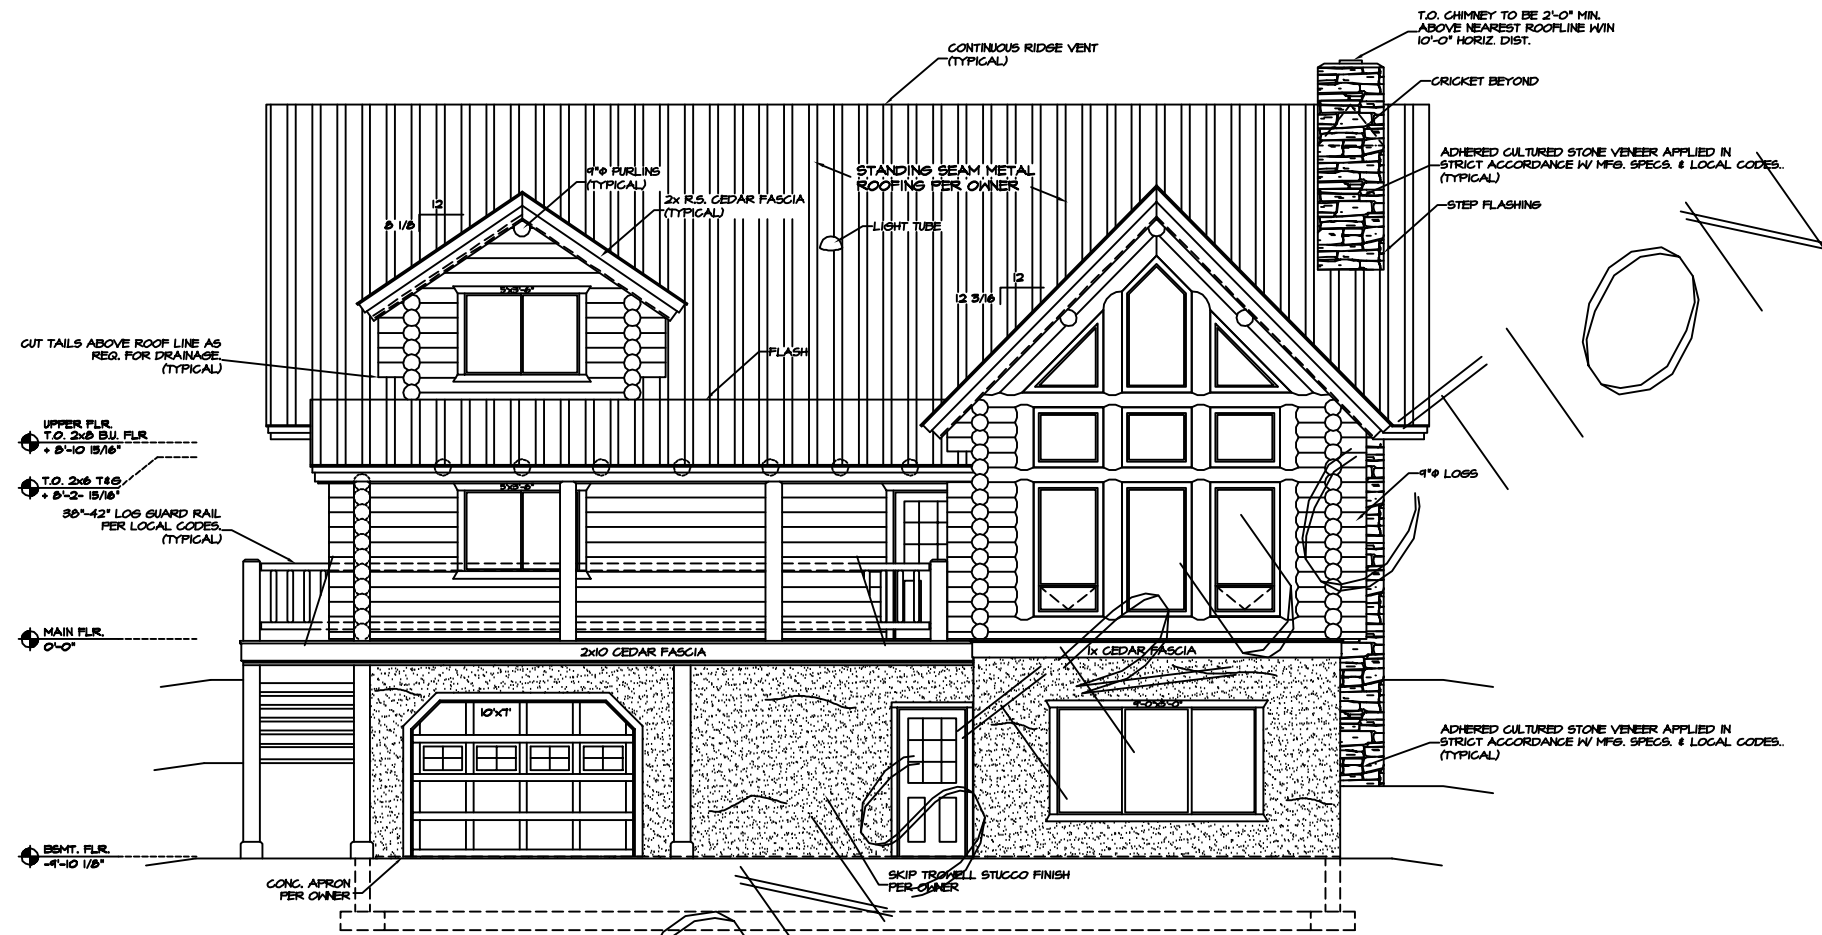 T.O. CHIMNEY TO BE 2'-0" MIN.
ABOVE NEAREST ROOFLINE W/IN
10'-0" HORIZ. DIST.
CONTINUOUS RIDGE VENT
(TYPICAL)
CRICKET BEYOND
ADHERED CULTURED STONE VENEER APPLIED IN
STRICT ACCORDANCE W/ MFG. SPECS. & LOCAL CODES..
(TYPICAL)
STANDING SEAM METAL
ROOFING PER OWNER
9"Φ PURLINS
(TYPICAL)
2x R.S. CEDAR FASCIA
(TYPICAL)
12
8 1/8
STEP FLASHING
LIGHT TUBE
12
12 3/16
5'x3'-6"
CUT TAILS ABOVE ROOF LINE AS
REQ. FOR DRAINAGE.
(TYPICAL)
FLASH
UPPER FLR.
T.O. 2x8 B.U. FLR
+ 8'-10 15/16"
T.O. 2x6 T&G
+ 8'-2- 15/16"
9"Φ LOGS
5'x3'-6"
38"-42" LOG GUARD RAIL
PER LOCAL CODES.
(TYPICAL)
MAIN FLR.
0'-0"
2x10 CEDAR FASCIA
1x CEDAR FASCIA
10'x7'
ADHERED CULTURED STONE VENEER APPLIED IN
STRICT ACCORDANCE W/ MFG. SPECS. & LOCAL CODES..
(TYPICAL)
BSMT. FLR.
-9'-10 1/8"
CONC. APRON
PER OWNER
SKIP TROWELL STUCCO FINISH
PER OWNER